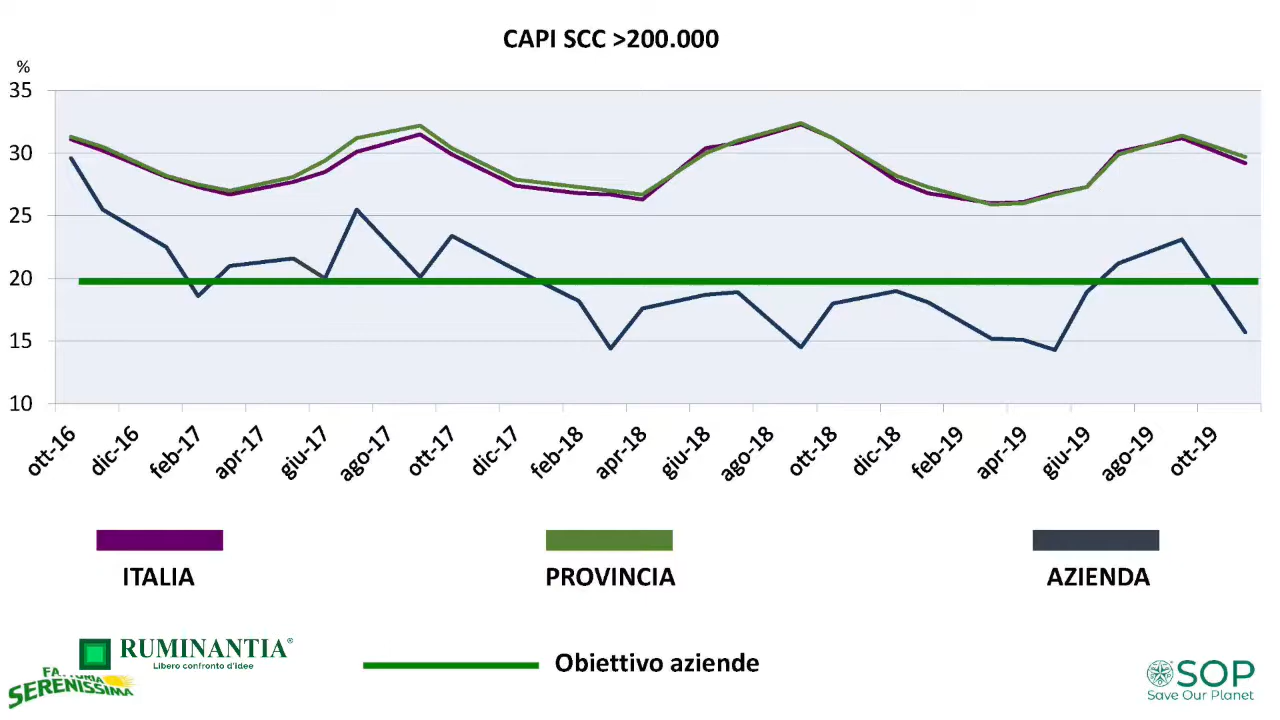 CAPI SCC >200.000
%
35
30
25
20
15
10
ott-16 dic-16 feb-17 apr-17 giu-17 ago-17 ott-17 dic-17 feb-18 apr-18 giu-18 ago-18 ott-18 dic-18 feb-19 apr-19 giu-19 ago-19 ott-19
ITALIA PROVINCIA AZIENDA
RUMINANTIA®
Libero confronto d'idee
Obiettivo aziende
FATTORIA
SERENISSIMA
SOP
Save Our Planet